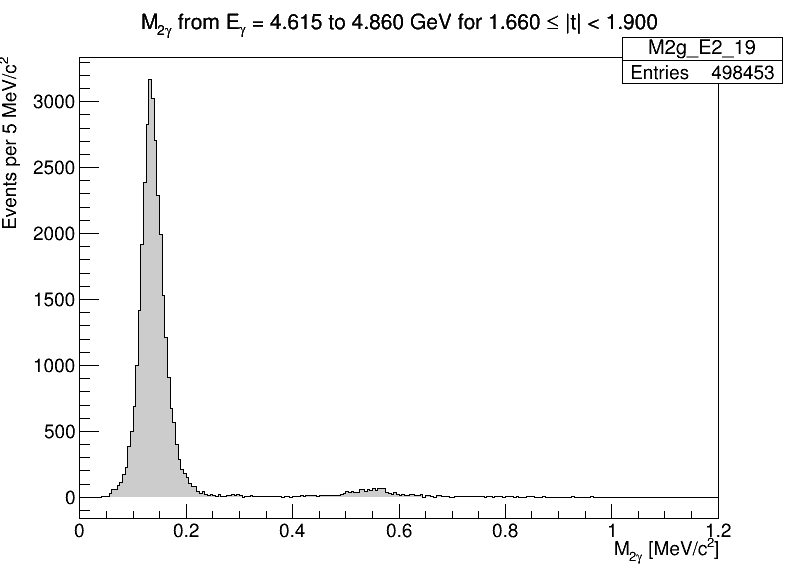 M2γ from Eγ = 4.615 to 4.860 GeV for 1.660 ≤ |t| < 1.900
M2g_E2_19
Entries 498453
Events per 5 MeV/c²
3000
2500
2000
1500
1000
500
0
0 0.2 0.4 0.6 0.8 1 1.2
M2γ [MeV/c²]